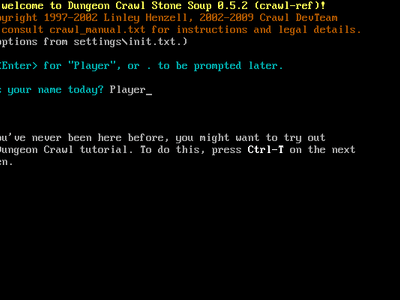 welcome to Dungeon Crawl Stone Soup 0.5.2 (crawl-ref)!
pyright 1997-2002 Linley Henzell, 2002-2009 Crawl DevTeam
consult crawl_manual.txt for instructions and legal details.
options from settings\init.txt.)
<Enter> for "Player", or . to be prompted later.
your name today? Player_
ou've never been here before, you might want to try out
Dungeon Crawl tutorial. To do this, press Ctrl-T on the next
en.